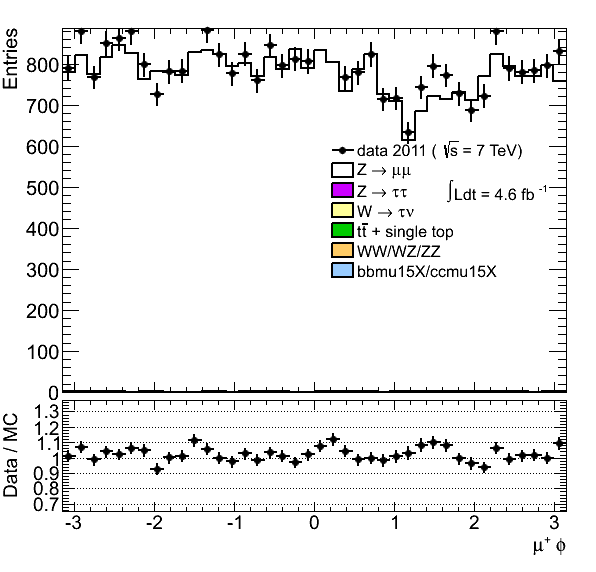 Entries
800
700
600
500
400
300
200
100
0
data 2011 ( √s = 7 TeV)
Z → μμ
Z → ττ
∫Ldt = 4.6 fb⁻¹
W → τν
tt̅ + single top
WW/WZ/ZZ
bbmu15X/ccmu15X
Data / MC
1.3
1.2
1.1
1.0
0.9
0.8
0.7
-3 -2 -1 0 1 2 3
μ⁺ ϕ